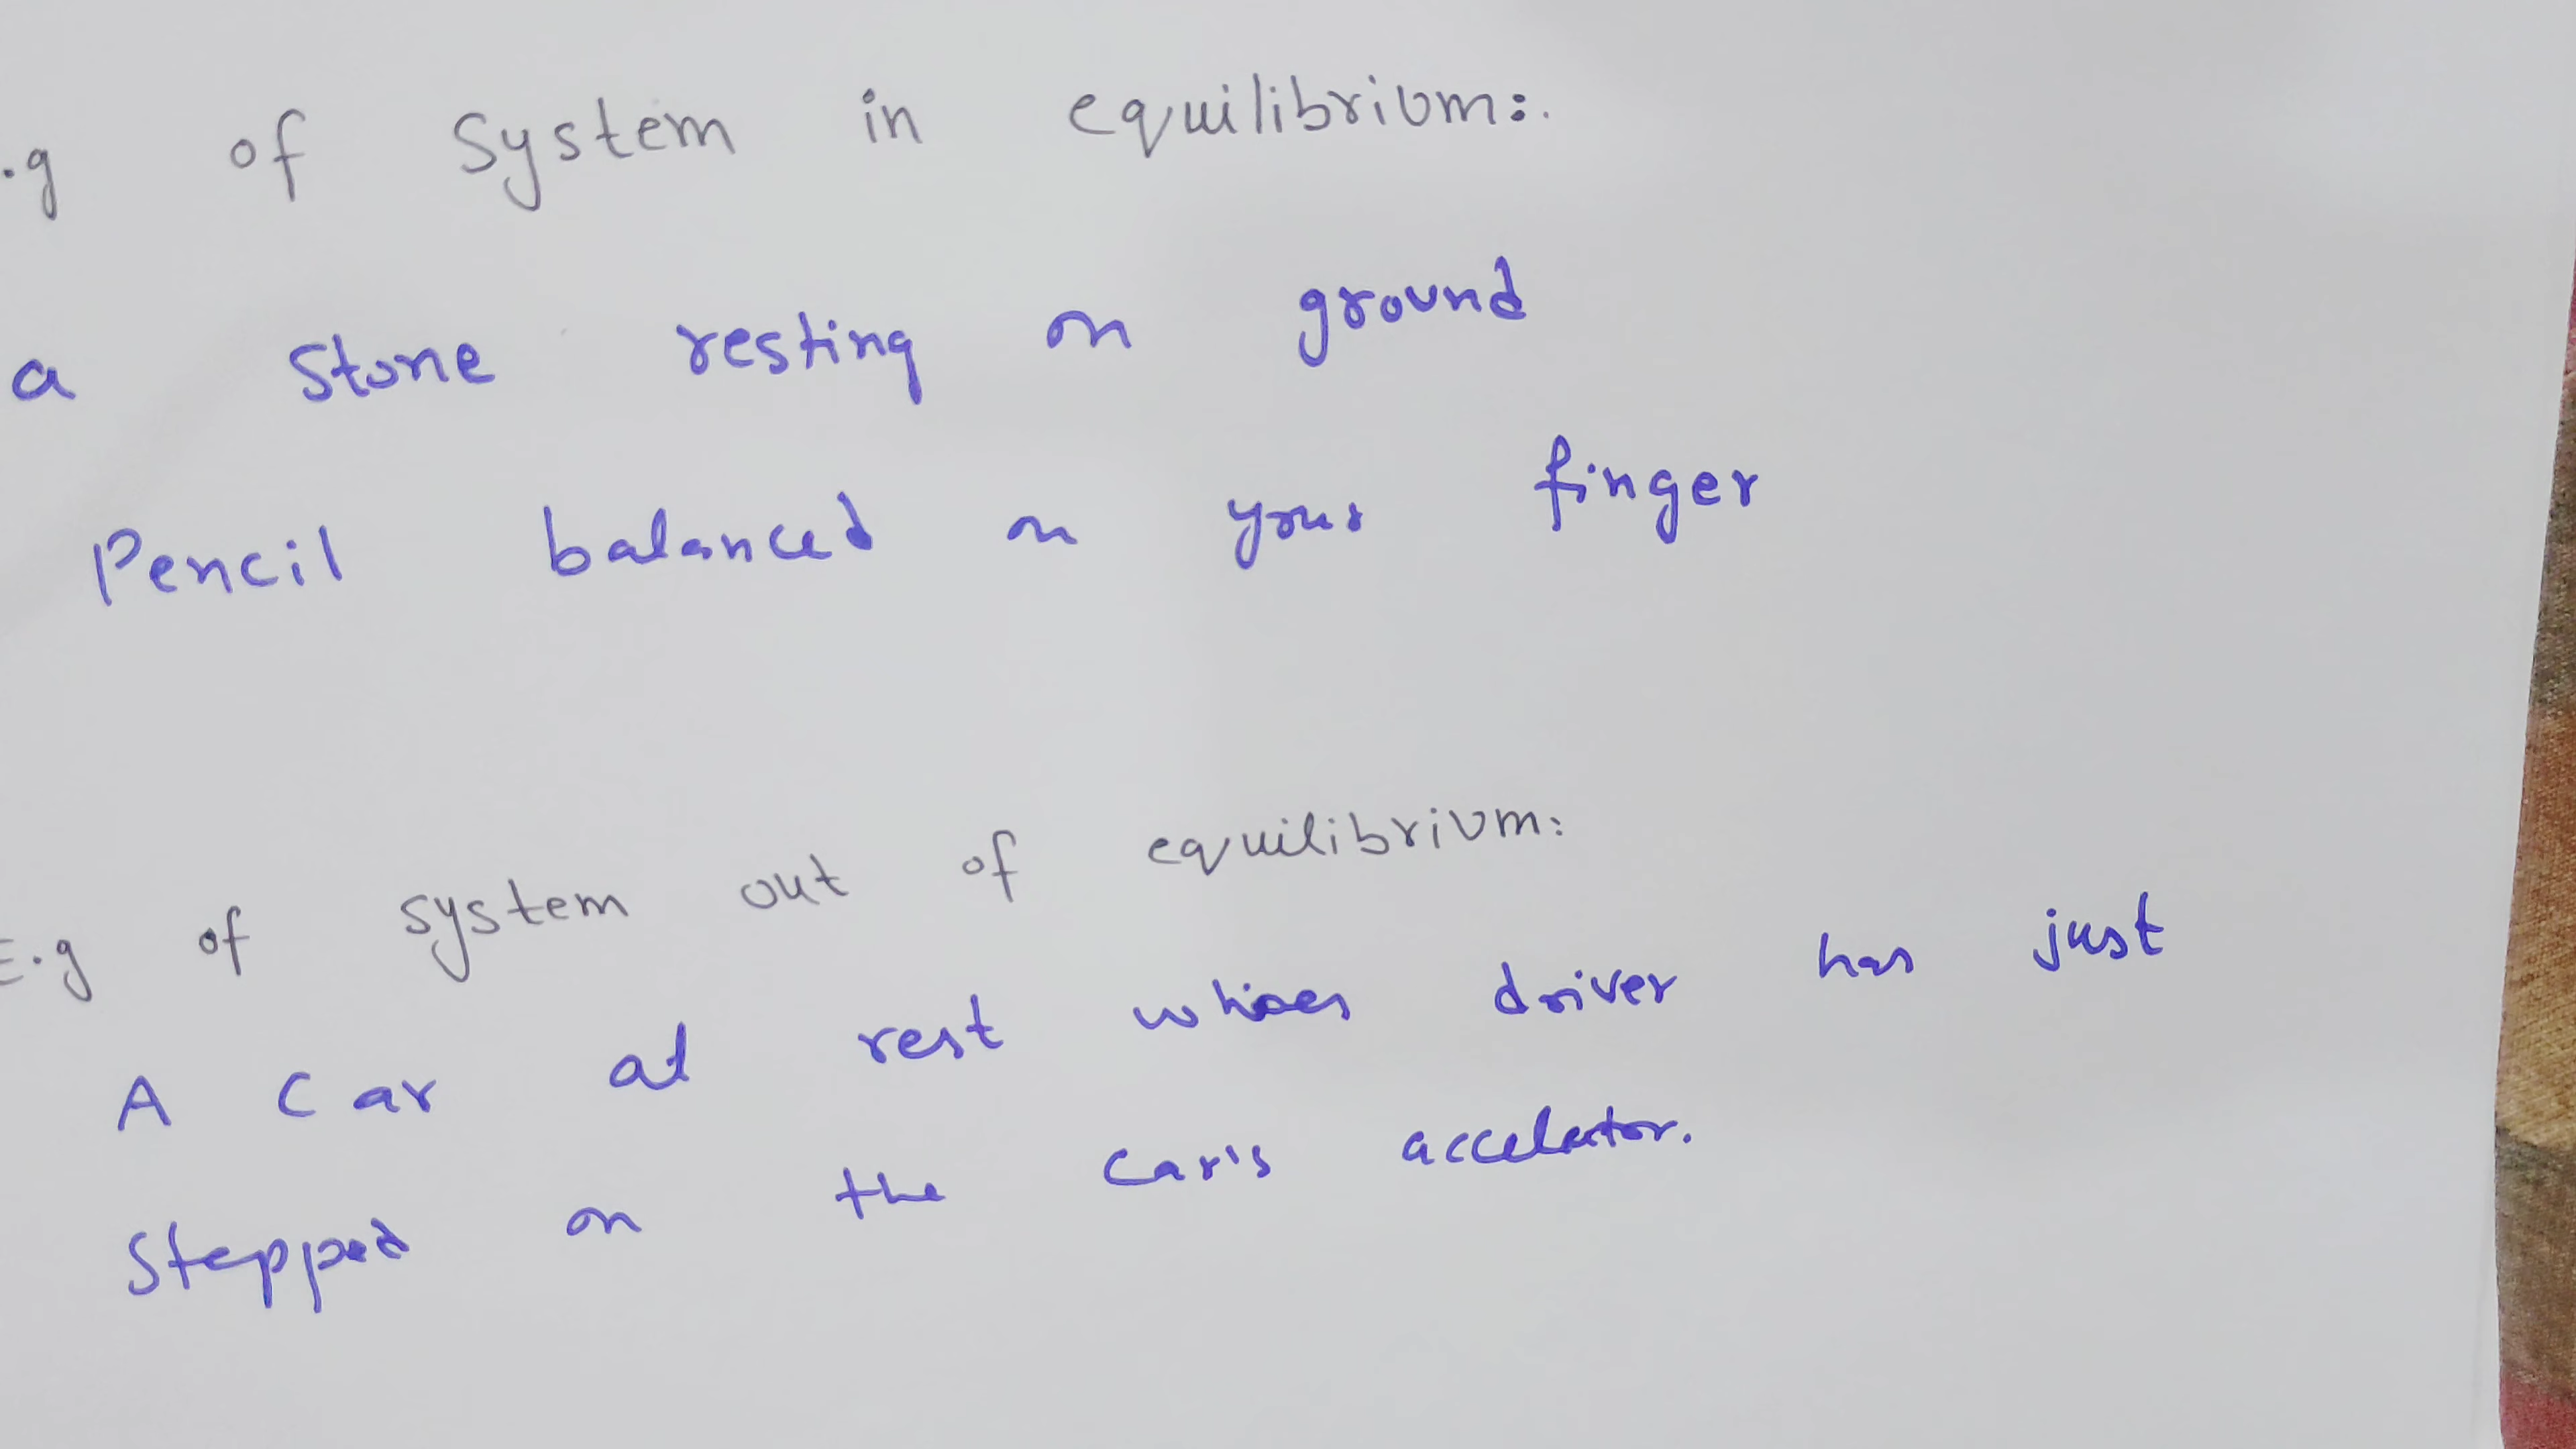 .g of System in equilibrium:.
a Stone resting on ground
Pencil balanced on your finger
E.g of system out of equilibrium:
A Car at rest driver has just
Stepped on the car's accelator.